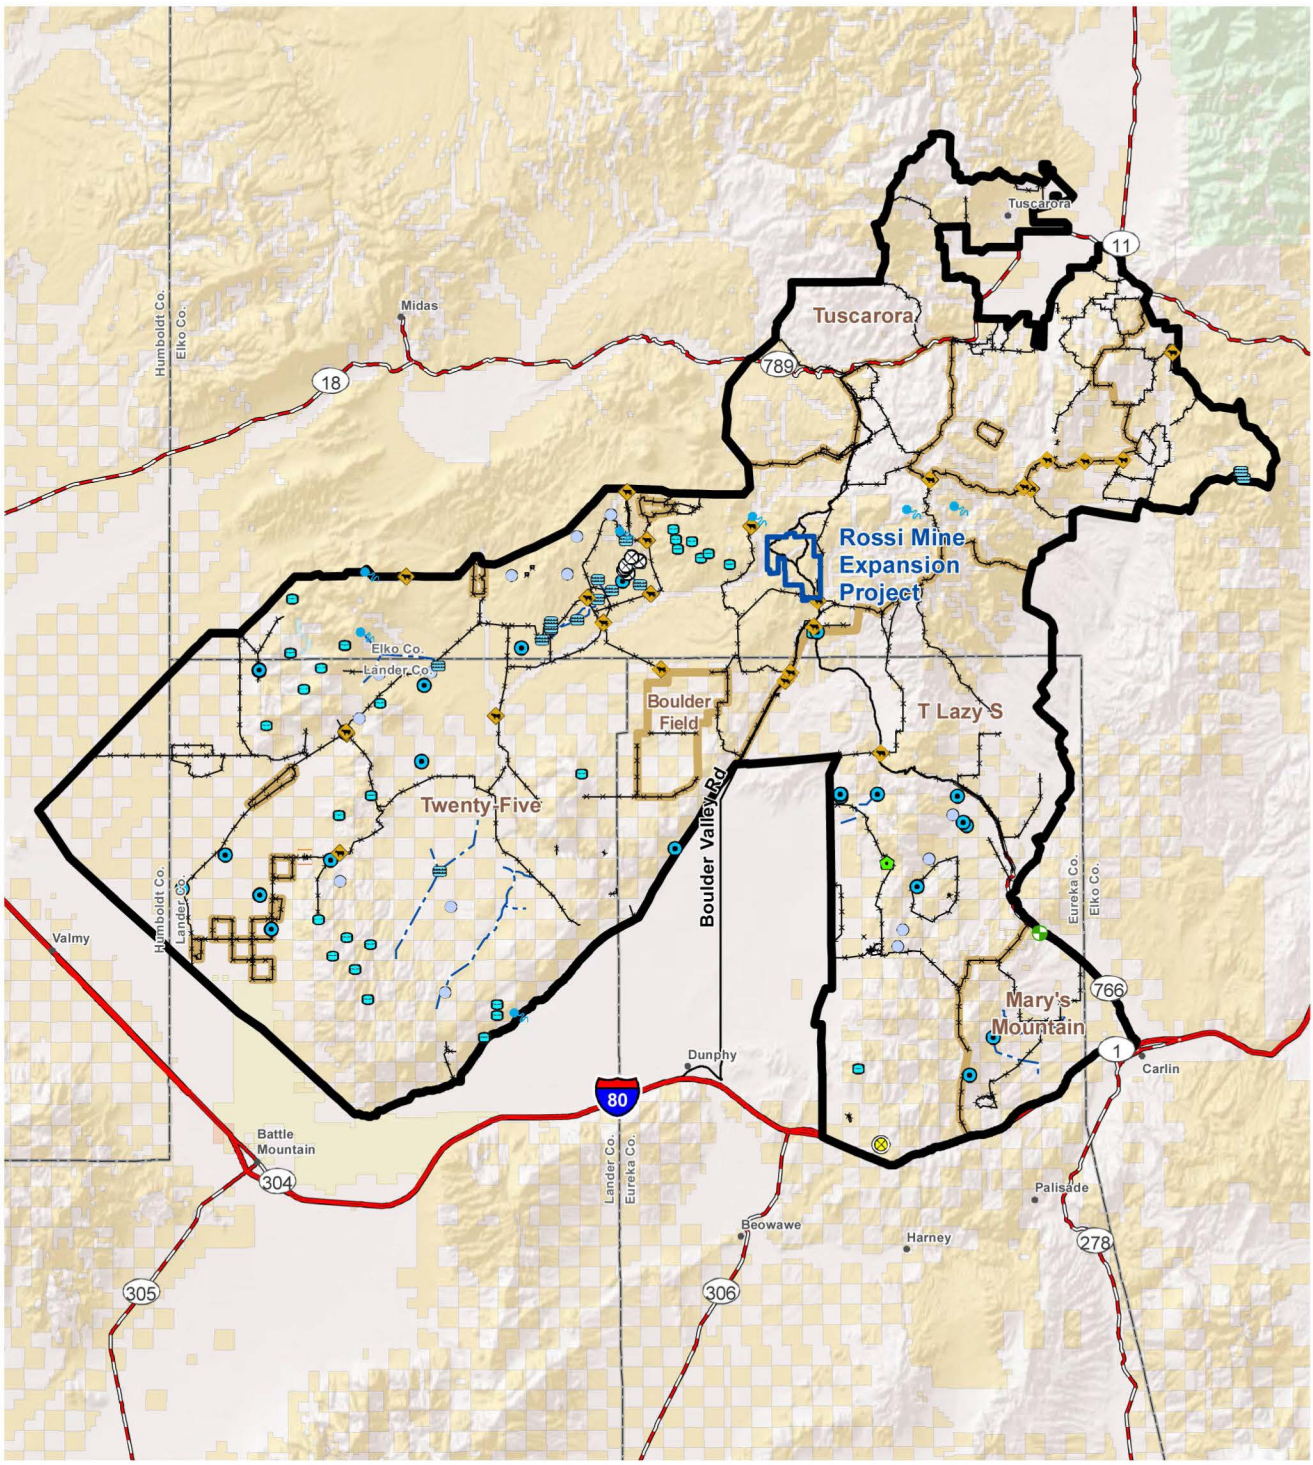 Tuscarora
11
Humboldt Co.
Elko Co.
Midas
Tuscarora
789
18
Rossi Mine
Expansion
Project
Elko Co.
Lander Co.
Boulder
Field
T Lazy S
Twenty-Five
Boulder Valley Rd
Humboldt Co.
Lander Co.
Eureka Co.
Elko Co.
Valmy
Mary's
Mountain
766
1
Carlin
Dunphy
80
Battle
Mountain
304
Lander Co.
Eureka Co.
Palisade
Beowawe
Harney
278
305
306